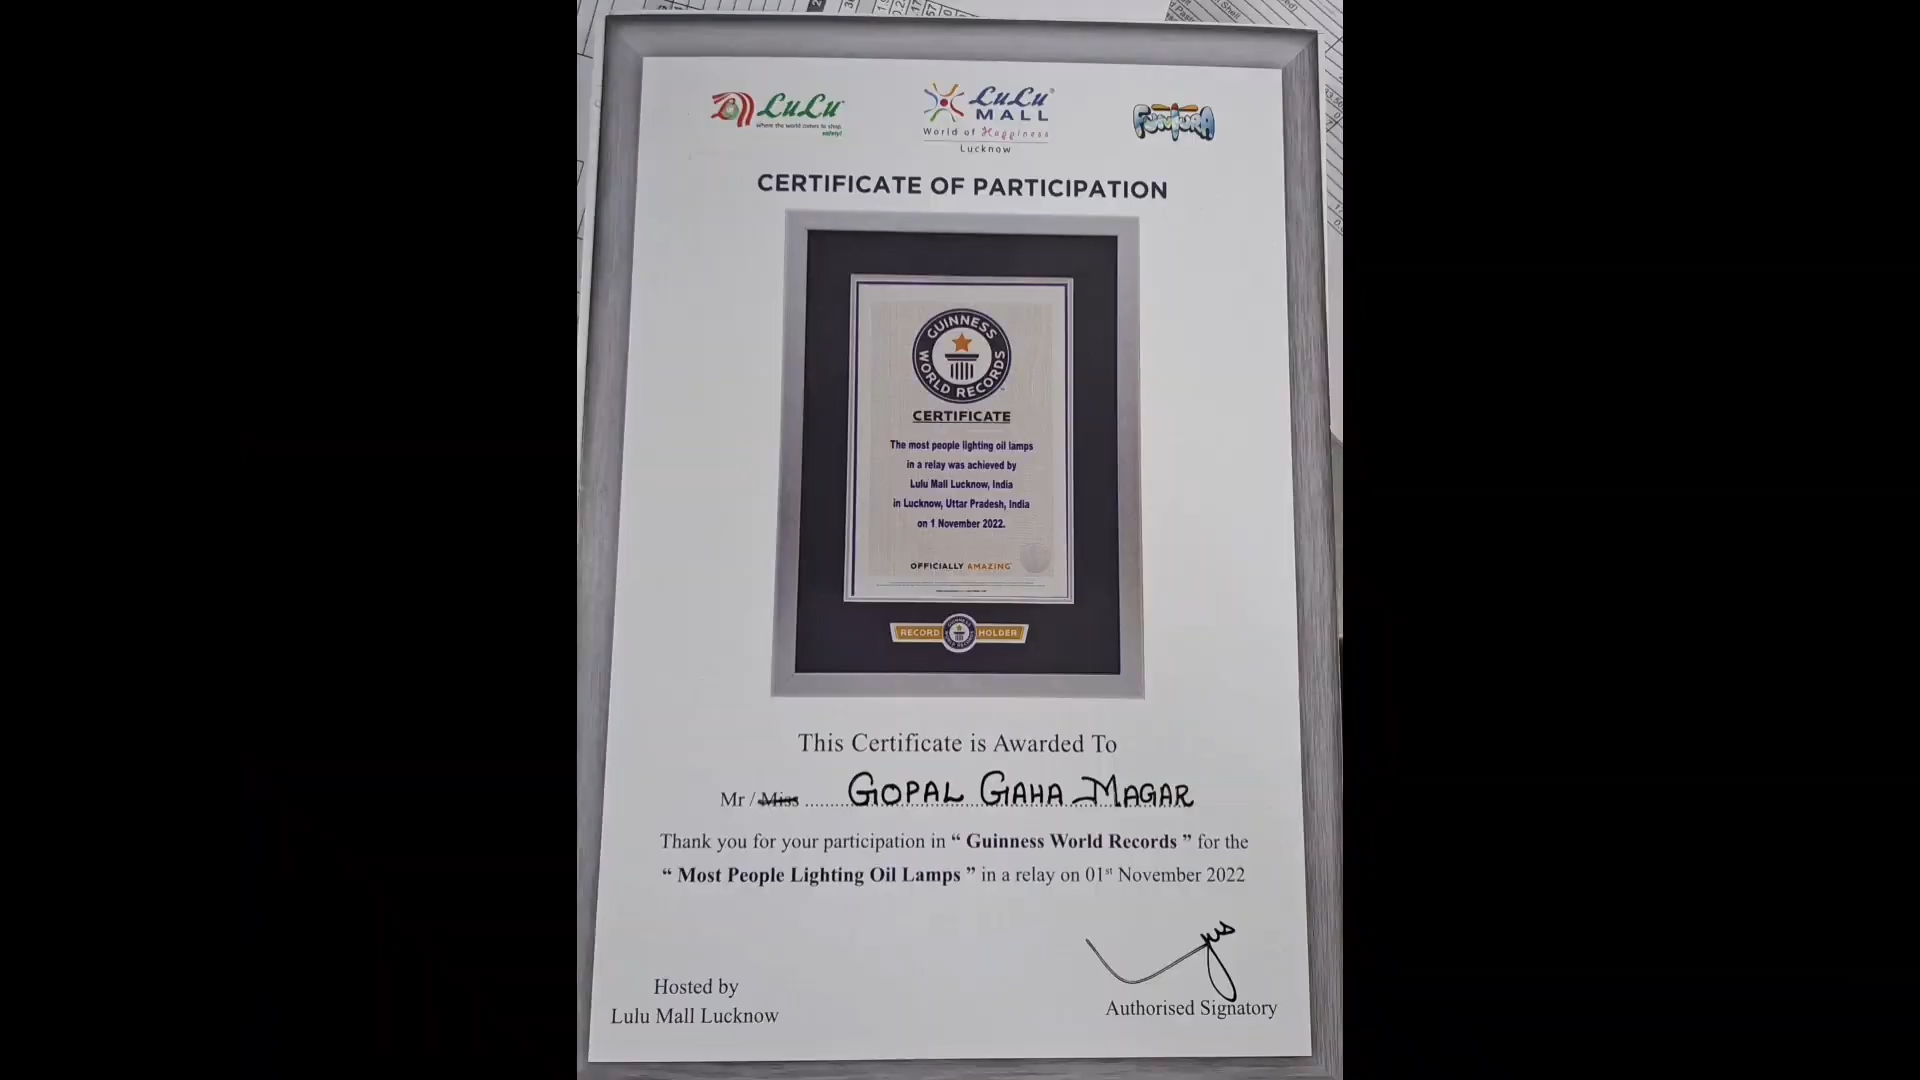 LuLu
where the world comes to shop
safely!
LuLu
MALL
World of Happiness
Lucknow
FUNTURA
CERTIFICATE OF PARTICIPATION
GUINNESS
WORLD RECORDS
CERTIFICATE
The most people lighting oil lamps
in a relay was achieved by
Lulu Mall Lucknow, India
in Lucknow, Uttar Pradesh, India
on 1 November 2022.
OFFICIALLY AMAZING
RECORD HOLDER
This Certificate is Awarded To
Mr / Miss ........ GOPAL GAHA MAGAR
Thank you for your participation in “ Guinness World Records ” for the
“ Most People Lighting Oil Lamps ” in a relay on 01st November 2022
Hosted by
Lulu Mall Lucknow
Authorised Signatory